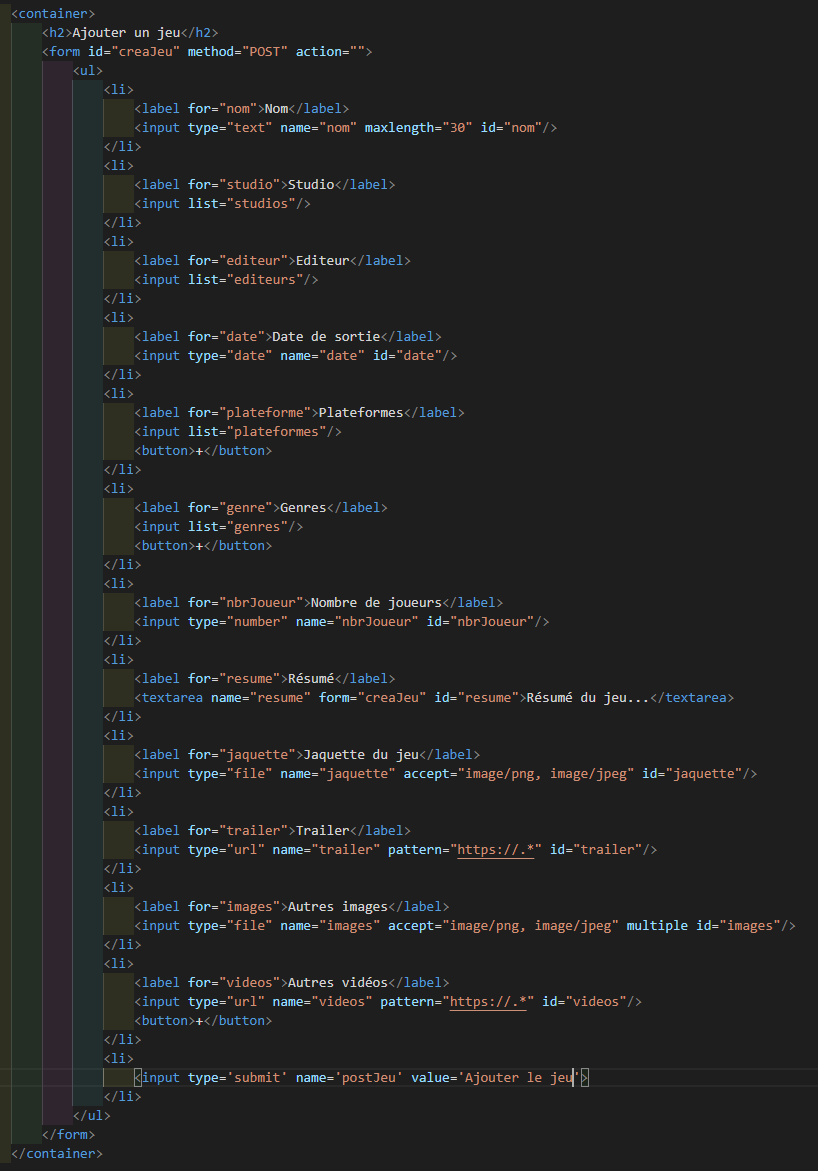 <container>
<h2>Ajouter un jeu</h2>
<form id="creaJeu" method="POST" action="">
<ul>
<li>
<label for="nom">Nom</label>
<input type="text" name="nom" maxlength="30" id="nom"/>
</li>
<li>
<label for="studio">Studio</label>
<input list="studios"/>
</li>
<li>
<label for="editeur">Editeur</label>
<input list="editeurs"/>
</li>
<li>
<label for="date">Date de sortie</label>
<input type="date" name="date" id="date"/>
</li>
<li>
<label for="plateforme">Plateformes</label>
<input list="plateformes"/>
<button>+</button>
</li>
<li>
<label for="genre">Genres</label>
<input list="genres"/>
<button>+</button>
</li>
<li>
<label for="nbrJoueur">Nombre de joueurs</label>
<input type="number" name="nbrJoueur" id="nbrJoueur"/>
</li>
<li>
<label for="resume">Résumé</label>
<textarea name="resume" form="creaJeu" id="resume">Résumé du jeu...</textarea>
</li>
<li>
<label for="jaquette">Jaquette du jeu</label>
<input type="file" name="jaquette" accept="image/png, image/jpeg" id="jaquette"/>
</li>
<li>
<label for="trailer">Trailer</label>
<input type="url" name="trailer" pattern="https://.*" id="trailer"/>
</li>
<li>
<label for="images">Autres images</label>
<input type="file" name="images" accept="image/png, image/jpeg" multiple id="images"/>
</li>
<li>
<label for="videos">Autres vidéos</label>
<input type="url" name="videos" pattern="https://.*" id="videos"/>
<button>+</button>
</li>
<li>
<input type='submit' name='postJeu' value='Ajouter le jeu'>
</li>
</ul>
</form>
</container>